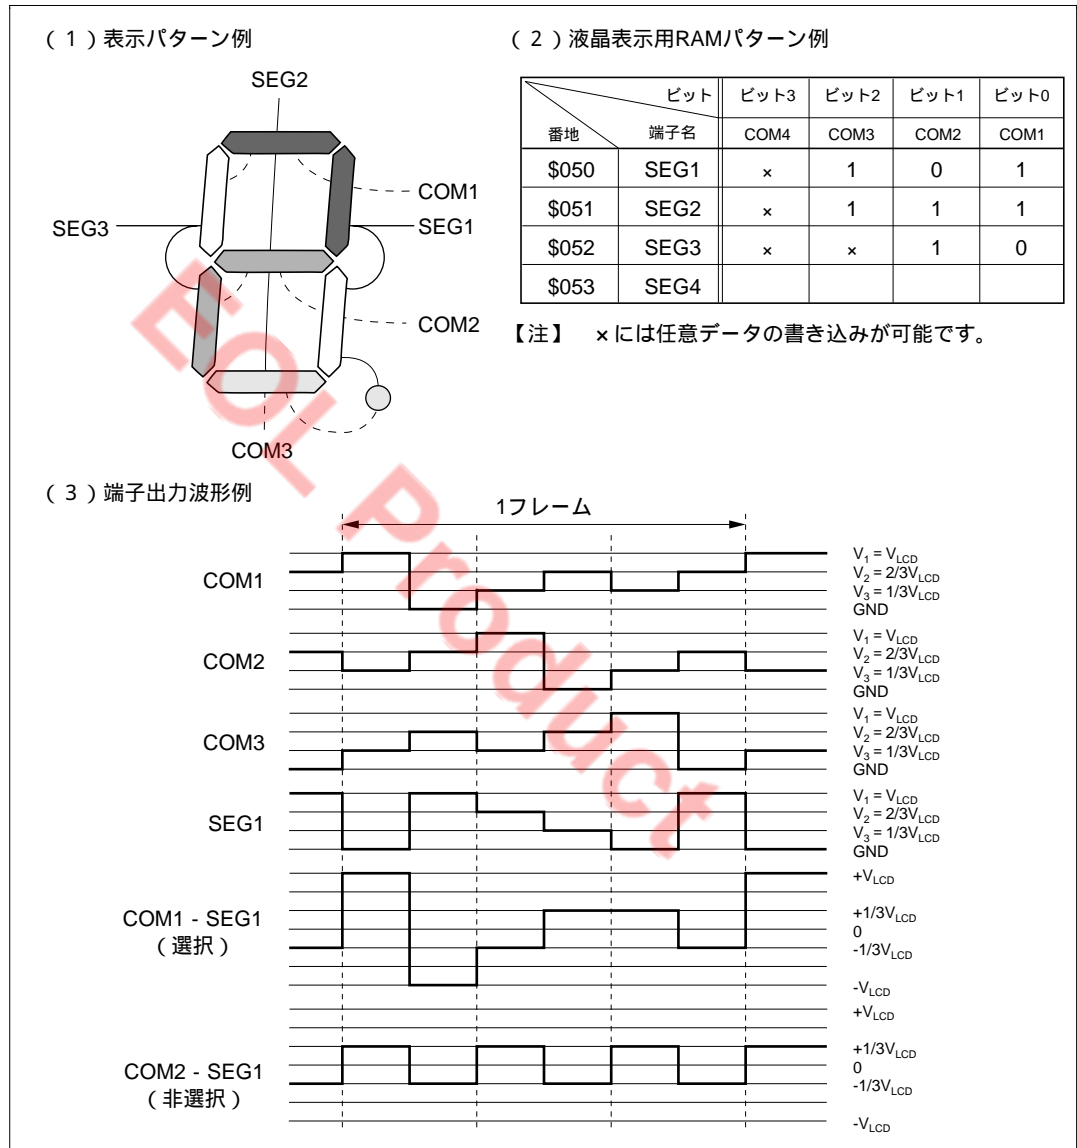 (1)表示パターン例
SEG2
COM1
SEG3
SEG1
COM2
COM3
(2)液晶表示用RAMパターン例
ビット ビット3 ビット2 ビット1 ビット0
番地 端子名 COM4 COM3 COM2 COM1
$050 SEG1 × 1 0 1
$051 SEG2 × 1 1 1
$052 SEG3 × × 1 0
$053 SEG4
【注】 ×には任意データの書き込みが可能です。
(3)端子出力波形例
1フレーム
COM1
V1 = VLCD
V2 = 2/3VLCD
V3 = 1/3VLCD
GND
COM2
V1 = VLCD
V2 = 2/3VLCD
V3 = 1/3VLCD
GND
COM3
V1 = VLCD
V2 = 2/3VLCD
V3 = 1/3VLCD
GND
SEG1
V1 = VLCD
V2 = 2/3VLCD
V3 = 1/3VLCD
GND
COM1 - SEG1
(選択)
+VLCD
+1/3VLCD
0
-1/3VLCD
-VLCD
COM2 - SEG1
(非選択)
+VLCD
+1/3VLCD
0
-1/3VLCD
-VLCD
EOL Product